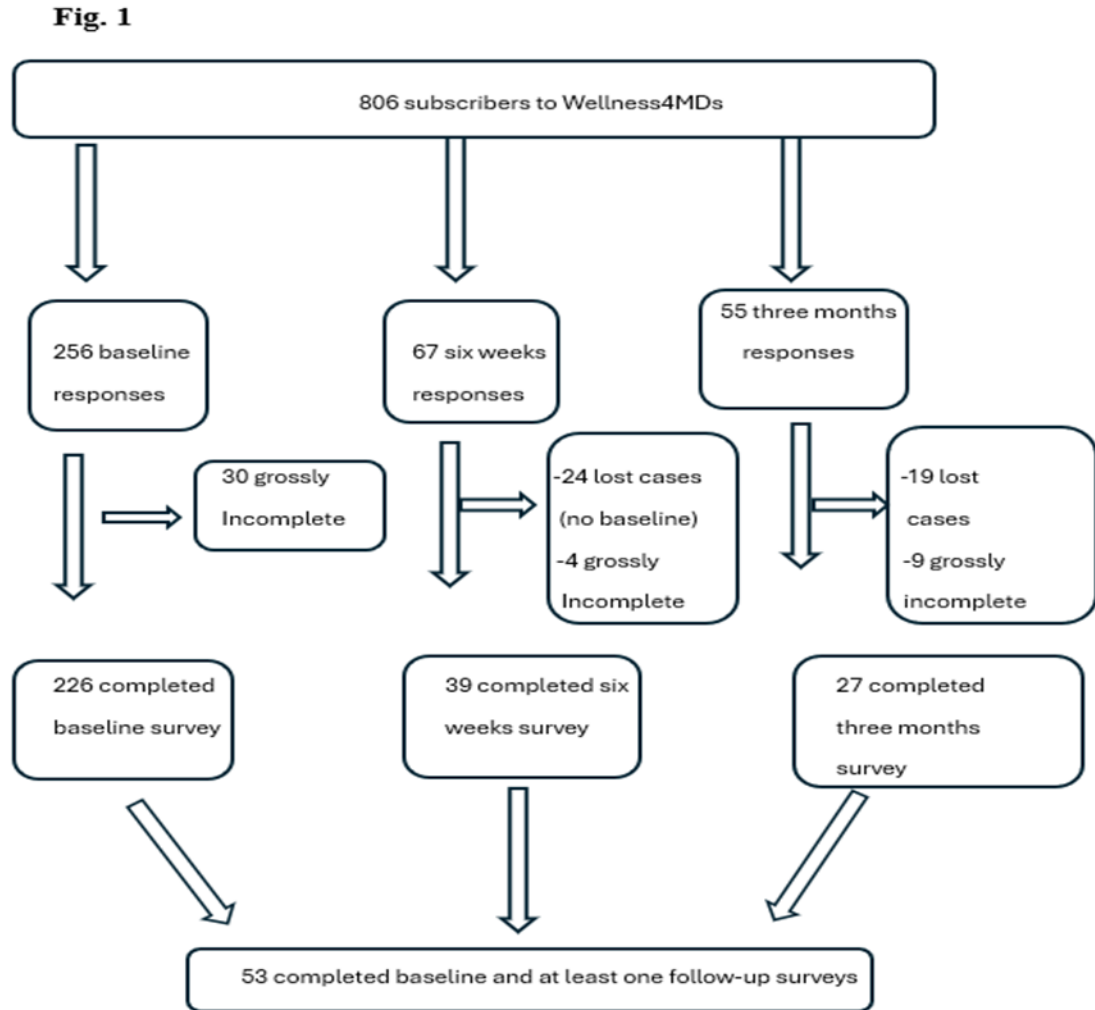 Fig. 1
806 subscribers to Wellness4MDs
256 baseline
responses
67 six weeks
responses
55 three months
responses
30 grossly
Incomplete
-24 lost cases
(no baseline)
-4 grossly
Incomplete
-19 lost
cases
-9 grossly
incomplete
226 completed
baseline survey
39 completed six
weeks survey
27 completed
three months
survey
53 completed baseline and at least one follow-up surveys